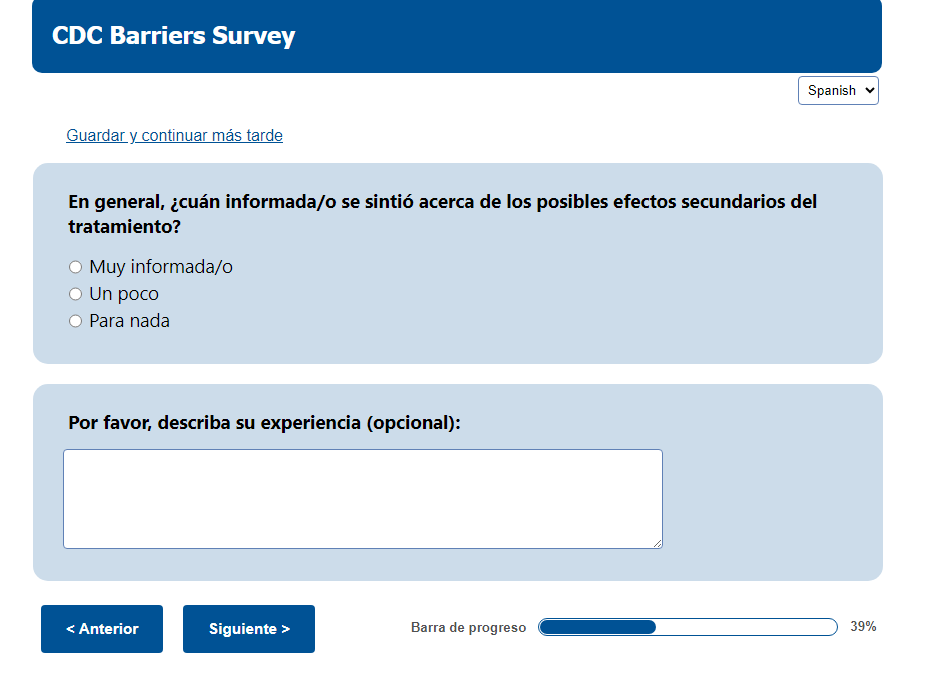 CDC Barriers Survey
Spanish
Guardar y continuar más tarde
En general, ¿cuán informada/o se sintió acerca de los posibles efectos secundarios del
tratamiento?
Muy informada/o
Un poco
Para nada
Por favor, describa su experiencia (opcional):
< Anterior
Siguiente >
Barra de progreso
39%